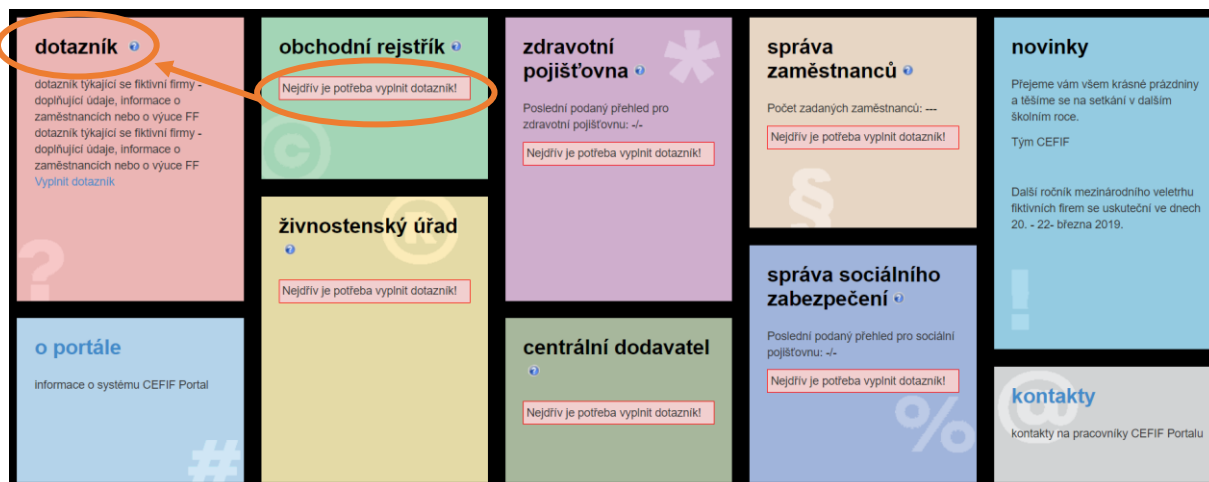 dotazník
dotazník týkající se fiktivní firmy -
doplňující údaje, informace o
zaměstnancích nebo o výuce FF
dotazník týkající se fiktivní firmy -
doplňující údaje, informace o
zaměstnancích nebo o výuce FF
Vyplnit dotazník
?
o portále
informace o systému CEFIF Portal
#
obchodní rejstřík
Nejdřív je potřeba vyplnit dotazník!
©
živnostenský úřad
®
Nejdřív je potřeba vyplnit dotazník!
zdravotní
pojišťovna
*
Poslední podaný přehled pro
zdravotní pojišťovnu: -/-
Nejdřív je potřeba vyplnit dotazník!
centrální dodavatel
Nejdřív je potřeba vyplnit dotazník!
správa
zaměstnanců
Počet zadaných zaměstnanců: ---
Nejdřív je potřeba vyplnit dotazník!
§
správa sociálního
zabezpečení
Poslední podaný přehled pro sociální
pojišťovnu: -/-
Nejdřív je potřeba vyplnit dotazník!
%
novinky
Přejeme vám všem krásné prázdniny
a těšíme se na setkání v dalším
školním roce.
Tým CEFIF
Další ročník mezinárodního veletrhu
fiktivních firem se uskuteční ve dnech
20. - 22- března 2019.
!
kontakty
@
kontakty na pracovníky CEFIF Portalu